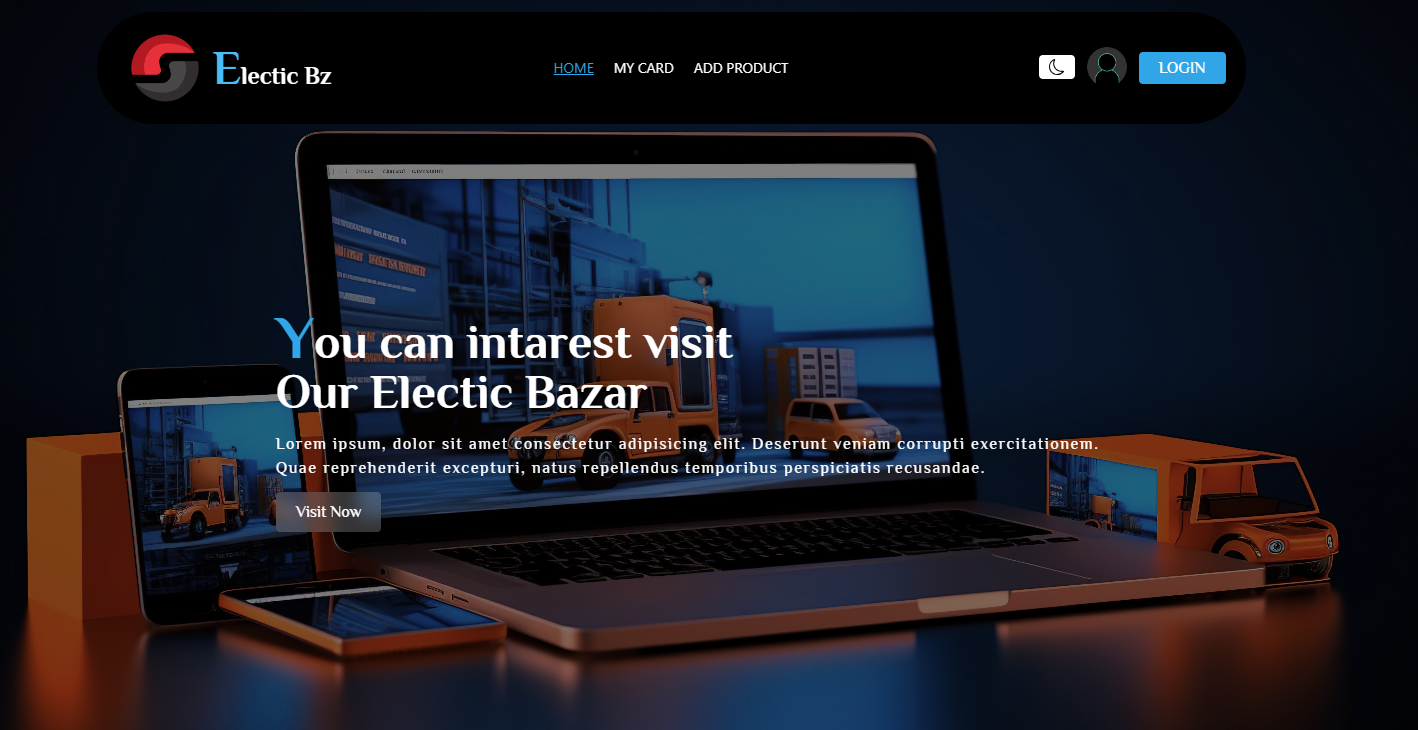 Electic Bz
HOME MY CARD ADD PRODUCT
LOGIN
You can intarest visit
Our Electic Bazar
Lorem ipsum, dolor sit amet consectetur adipisicing elit. Deserunt veniam corrupti exercitationem.
Quae reprehenderit excepturi, natus repellendus temporibus perspiciatis recusandae.
Visit Now